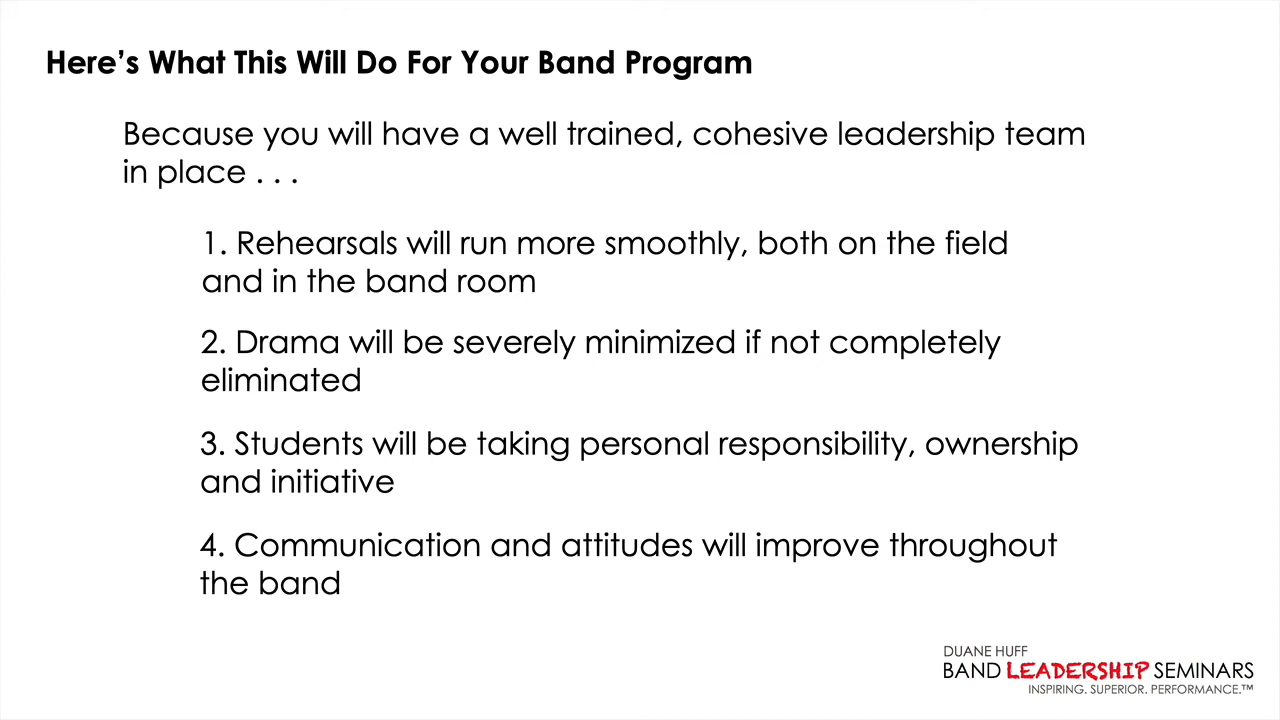 Here’s What This Will Do For Your Band Program
Because you will have a well trained, cohesive leadership team
in place . . .
1. Rehearsals will run more smoothly, both on the field
and in the band room
2. Drama will be severely minimized if not completely
eliminated
3. Students will be taking personal responsibility, ownership
and initiative
4. Communication and attitudes will improve throughout
the band
DUANE HUFF
BAND LEADERSHIP SEMINARS
INSPIRING. SUPERIOR. PERFORMANCE.™